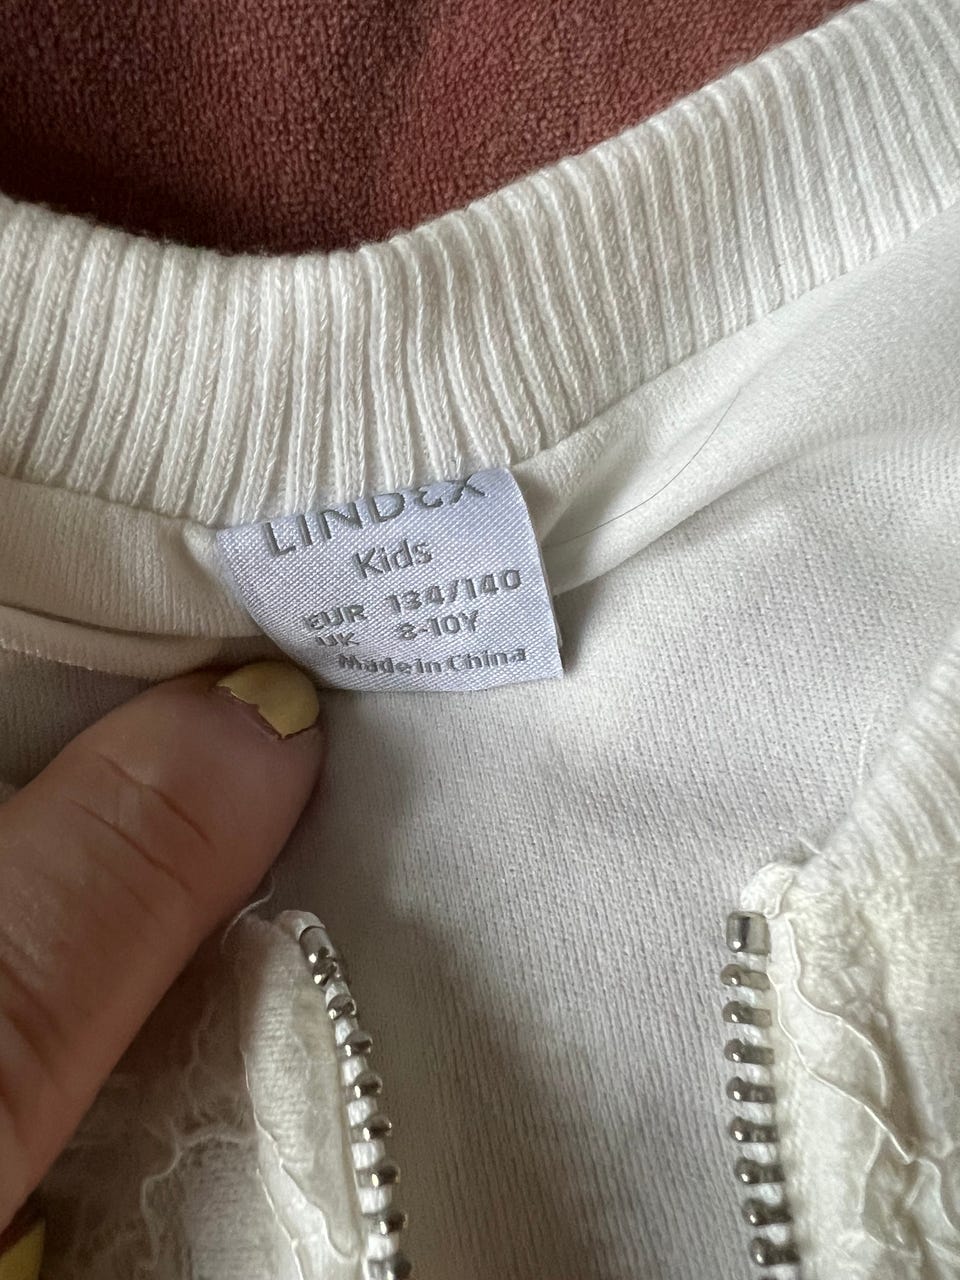 LINDEX
Kids
EUR 134/140
UK 8-10Y
Made in China